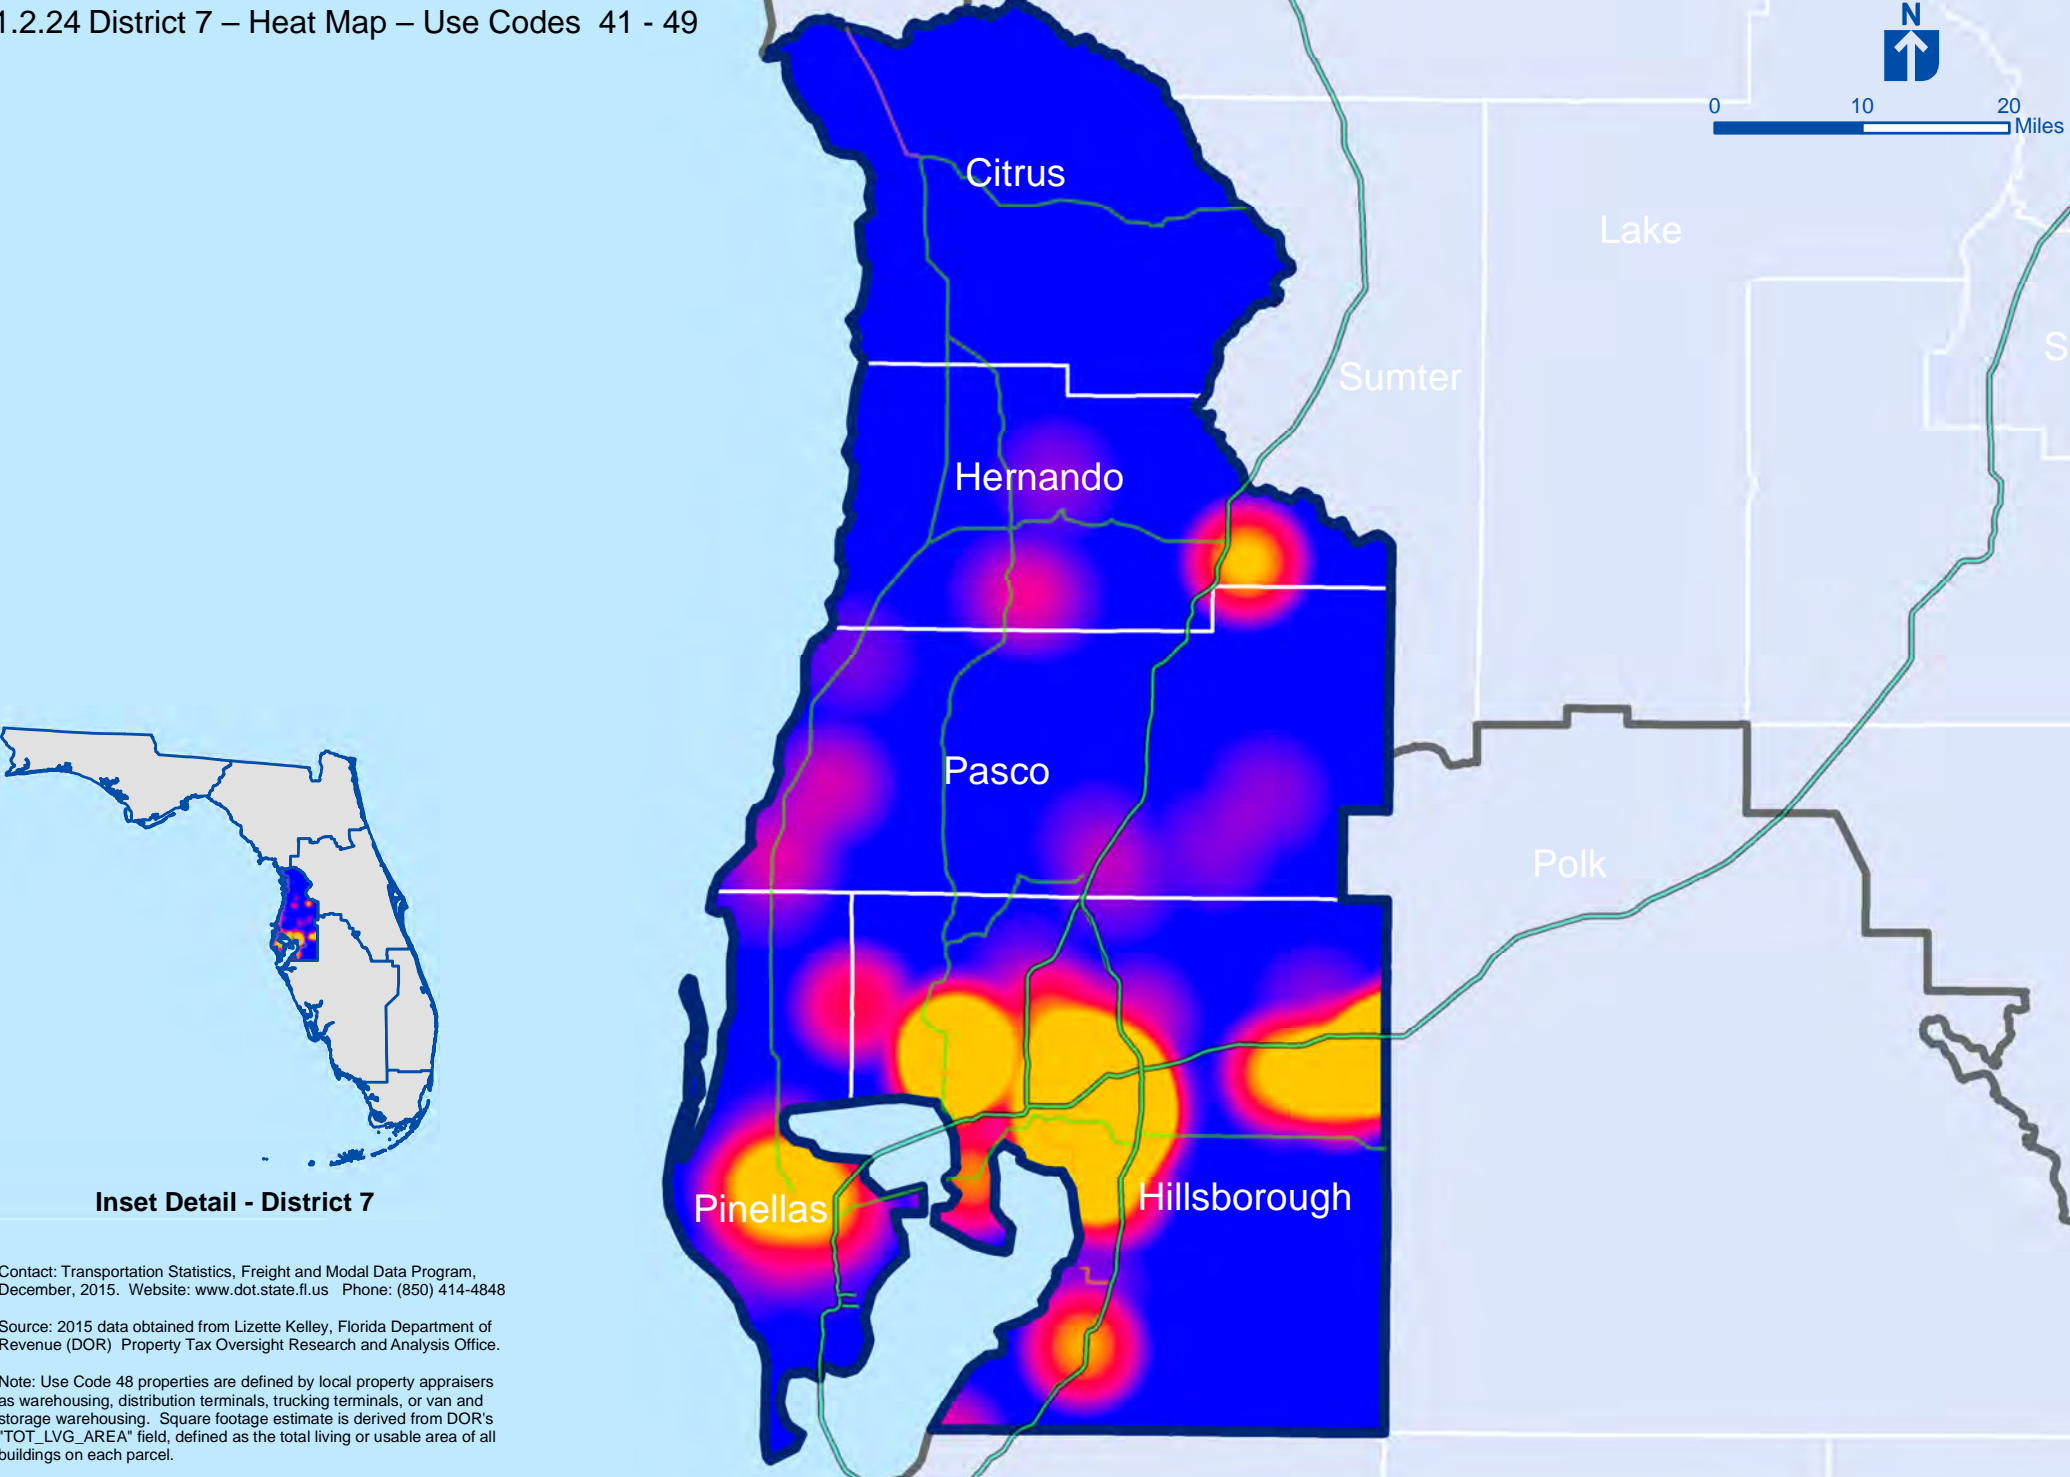 1.2.24 District 7 – Heat Map – Use Codes 41 - 49
N
0 10 20
Miles
Citrus
Lake
S
Sumter
Hernando
Pasco
Polk
Pinellas
Hillsborough
Inset Detail - District 7
Contact: Transportation Statistics, Freight and Modal Data Program,
December, 2015. Website: www.dot.state.fl.us Phone: (850) 414-4848
Source: 2015 data obtained from Lizette Kelley, Florida Department of
Revenue (DOR) Property Tax Oversight Research and Analysis Office.
Note: Use Code 48 properties are defined by local property appraisers
as warehousing, distribution terminals, trucking terminals, or van and
storage warehousing. Square footage estimate is derived from DOR's
"TOT_LVG_AREA" field, defined as the total living or usable area of all
buildings on each parcel.